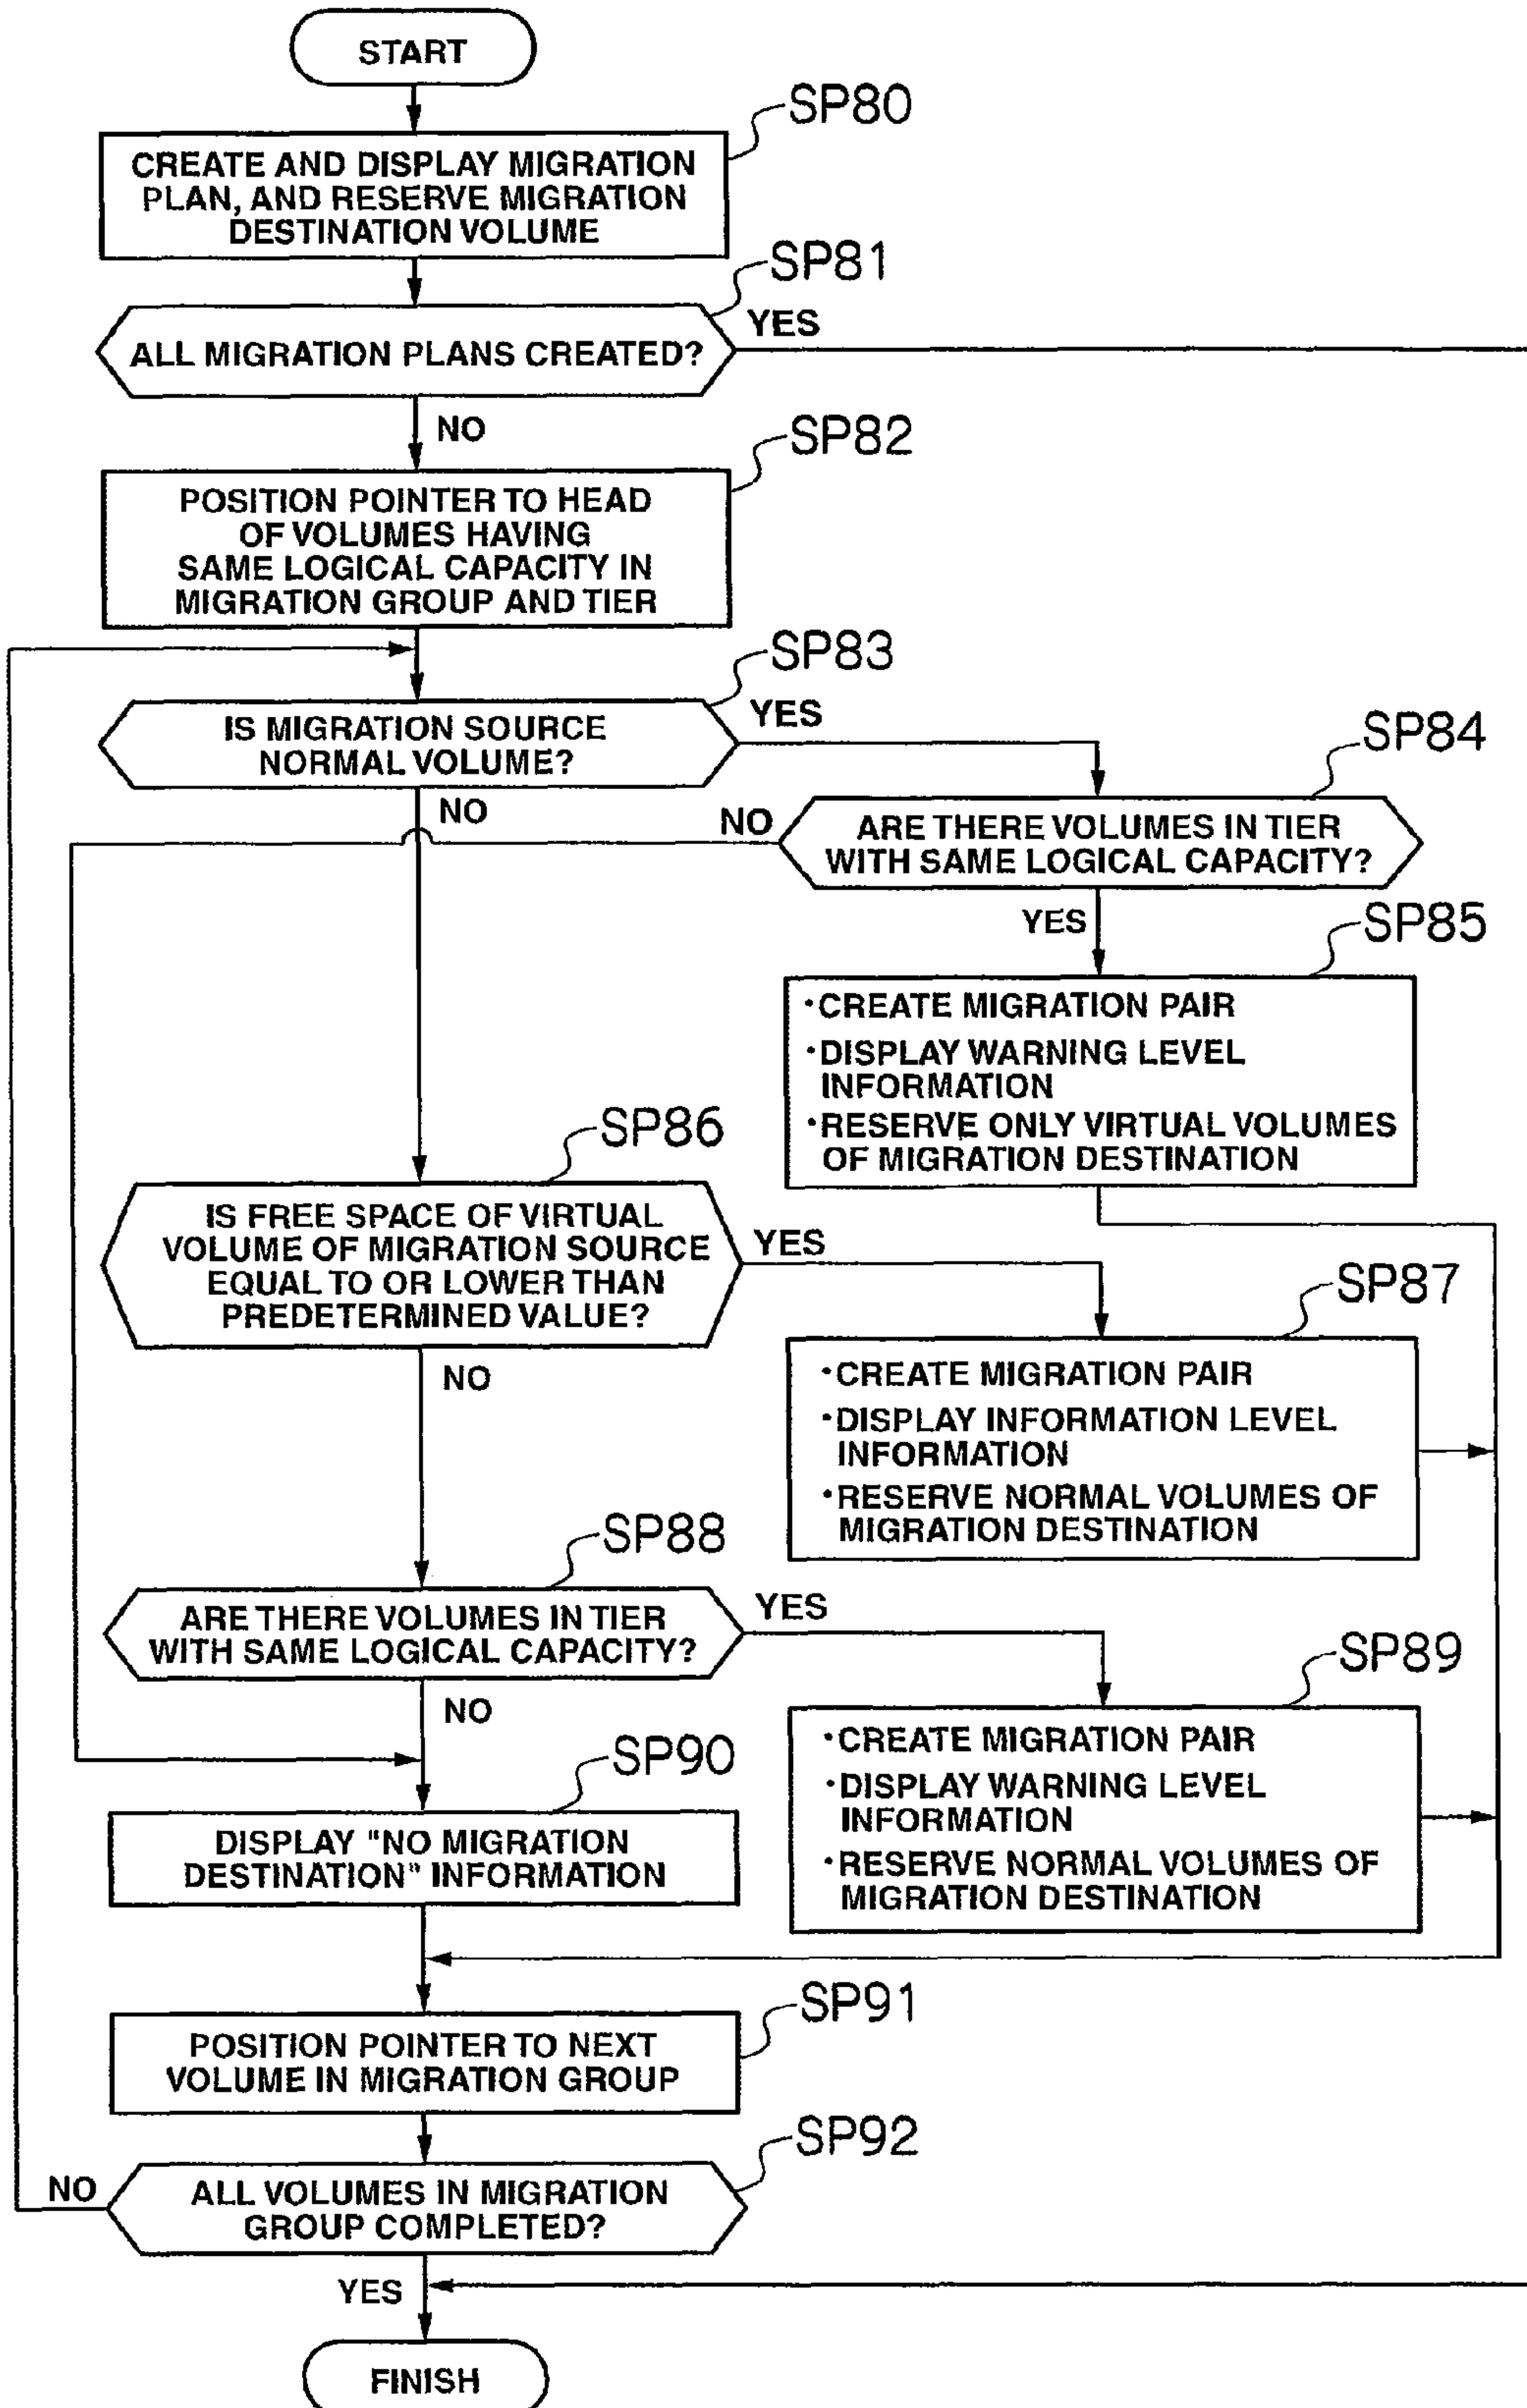 START
SP80
CREATE AND DISPLAY MIGRATION
PLAN, AND RESERVE MIGRATION
DESTINATION VOLUME
SP81
ALL MIGRATION PLANS CREATED?
YES
NO
SP82
POSITION POINTER TO HEAD
OF VOLUMES HAVING
SAME LOGICAL CAPACITY IN
MIGRATION GROUP AND TIER
SP83
IS MIGRATION SOURCE
NORMAL VOLUME?
YES
NO
SP84
ARE THERE VOLUMES IN TIER
WITH SAME LOGICAL CAPACITY?
NO
YES
SP85
·CREATE MIGRATION PAIR
·DISPLAY WARNING LEVEL
INFORMATION
·RESERVE ONLY VIRTUAL VOLUMES
OF MIGRATION DESTINATION
SP86
IS FREE SPACE OF VIRTUAL
VOLUME OF MIGRATION SOURCE
EQUAL TO OR LOWER THAN
PREDETERMINED VALUE?
YES
NO
SP87
·CREATE MIGRATION PAIR
·DISPLAY INFORMATION LEVEL
INFORMATION
·RESERVE NORMAL VOLUMES OF
MIGRATION DESTINATION
SP88
ARE THERE VOLUMES IN TIER
WITH SAME LOGICAL CAPACITY?
YES
NO
SP89
·CREATE MIGRATION PAIR
·DISPLAY WARNING LEVEL
INFORMATION
·RESERVE NORMAL VOLUMES OF
MIGRATION DESTINATION
SP90
DISPLAY "NO MIGRATION
DESTINATION" INFORMATION
SP91
POSITION POINTER TO NEXT
VOLUME IN MIGRATION GROUP
SP92
ALL VOLUMES IN MIGRATION
GROUP COMPLETED?
NO
YES
FINISH